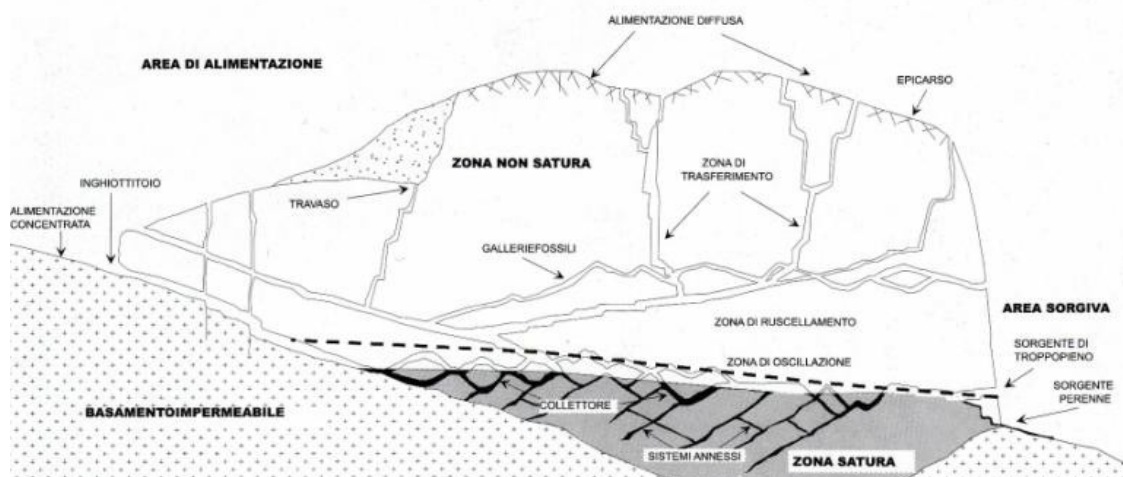 ALIMENTAZIONE DIFFUSA
AREA DI ALIMENTAZIONE
EPICARSO
ZONA NON SATURA
ZONA DI
TRASFERIMENTO
INGHIOTTITOIO
TRAVASO
ALIMENTAZIONE
CONCENTRATA
GALLERIEFOSSILI
AREA SORGIVA
ZONA DI RUSCELLAMENTO
SORGENTE DI
TROPPOPIENO
ZONA DI OSCILLAZIONE
SORGENTE
PERENNE
BASAMENTOIMPERMEABILE
COLLETTORE
SISTEMI ANNESSI
ZONA SATURA